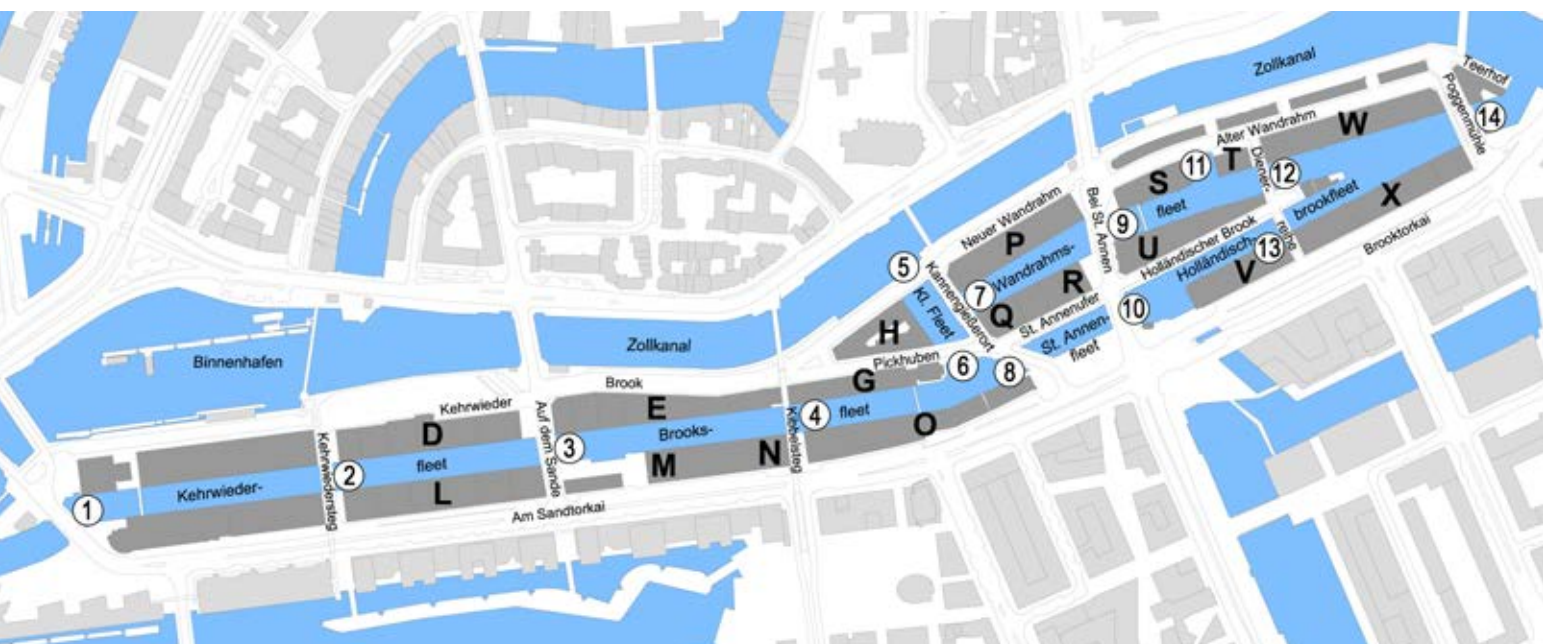 Zollkanal
Teerhof
Poggenmühle
14
W
Alter Wandrahm
11
T
Diener-
12
S
X
Bei St. Annen
9
fleet
brookfleet
Neuer Wandrahm
U
Holländischer Brook
reihe
Brooktorkai
P
Wandrahms-
Holländisch-
13
V
5
Kannengießerort
7
R
10
Kl. Fleet
Q
St. Annenufer
St. Annen-
fleet
H
Pickhuben
6
8
Zollkanal
Binnenhafen
Brook
G
Kehrwieder
Auf dem Sande
E
Kibbelsteg
4
fleet
O
D
Brooks-
3
Kehrwiedersteg
2
fleet
M
N
L
Kehrwieder-
1
Am Sandtorkai